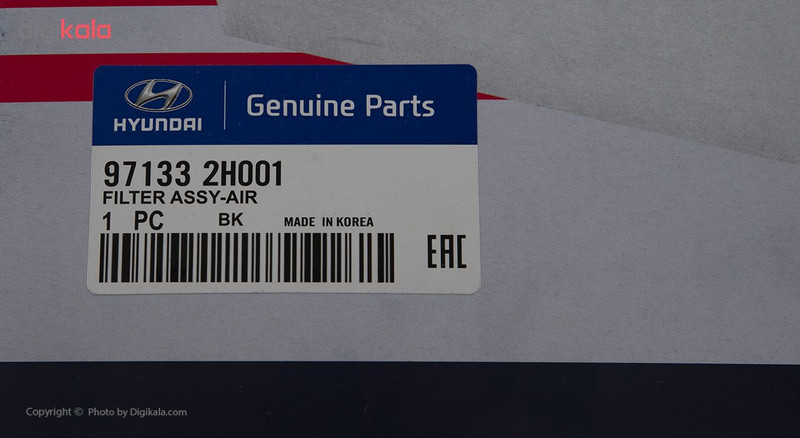 digikala
HYUNDAI
Genuine Parts
97133 2H001
FILTER ASSY-AIR
1 PC BK MADE IN KOREA
EAC
Copyright © Photo by Digikala.com